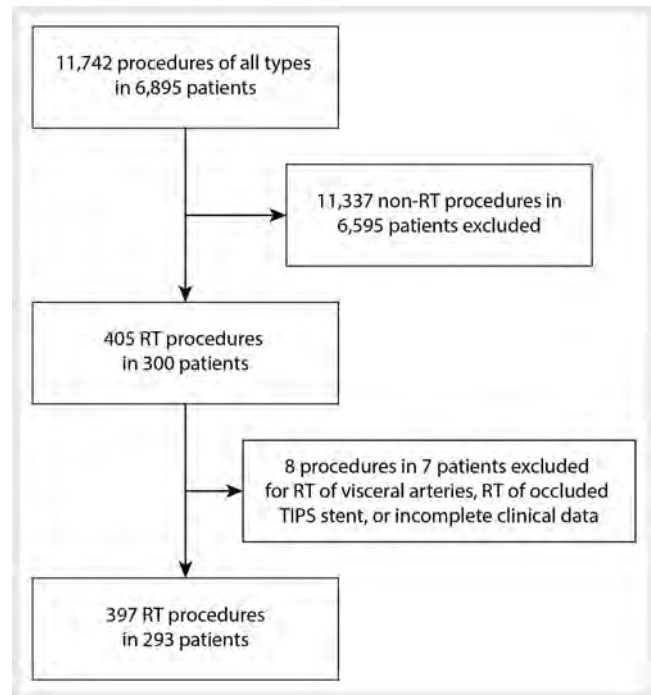 11,742 procedures of all types
in 6,895 patients
11,337 non-RT procedures in
6,595 patients excluded
405 RT procedures
in 300 patients
8 procedures in 7 patients excluded
for RT of visceral arteries, RT of occluded
TIPS stent, or incomplete clinical data
397 RT procedures
in 293 patients